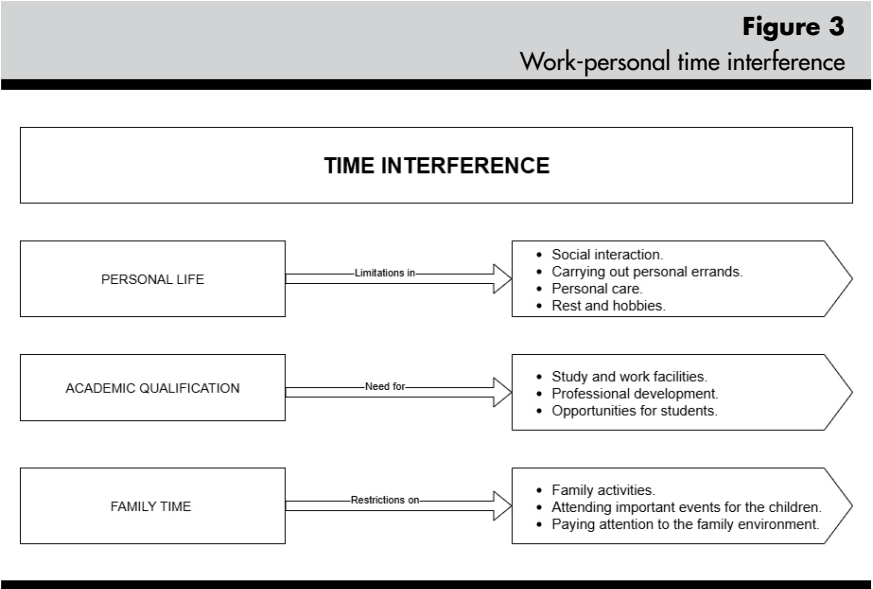 Figure 3
Work-personal time interference
TIME INTERFERENCE
PERSONAL LIFE
Limitations in
• Social interaction.
• Carrying out personal errands.
• Personal care.
• Rest and hobbies.
ACADEMIC QUALIFICATION
Need for
• Study and work facilities.
• Professional development.
• Opportunities for students.
FAMILY TIME
Restrictions on
• Family activities.
• Attending important events for the children.
• Paying attention to the family environment.